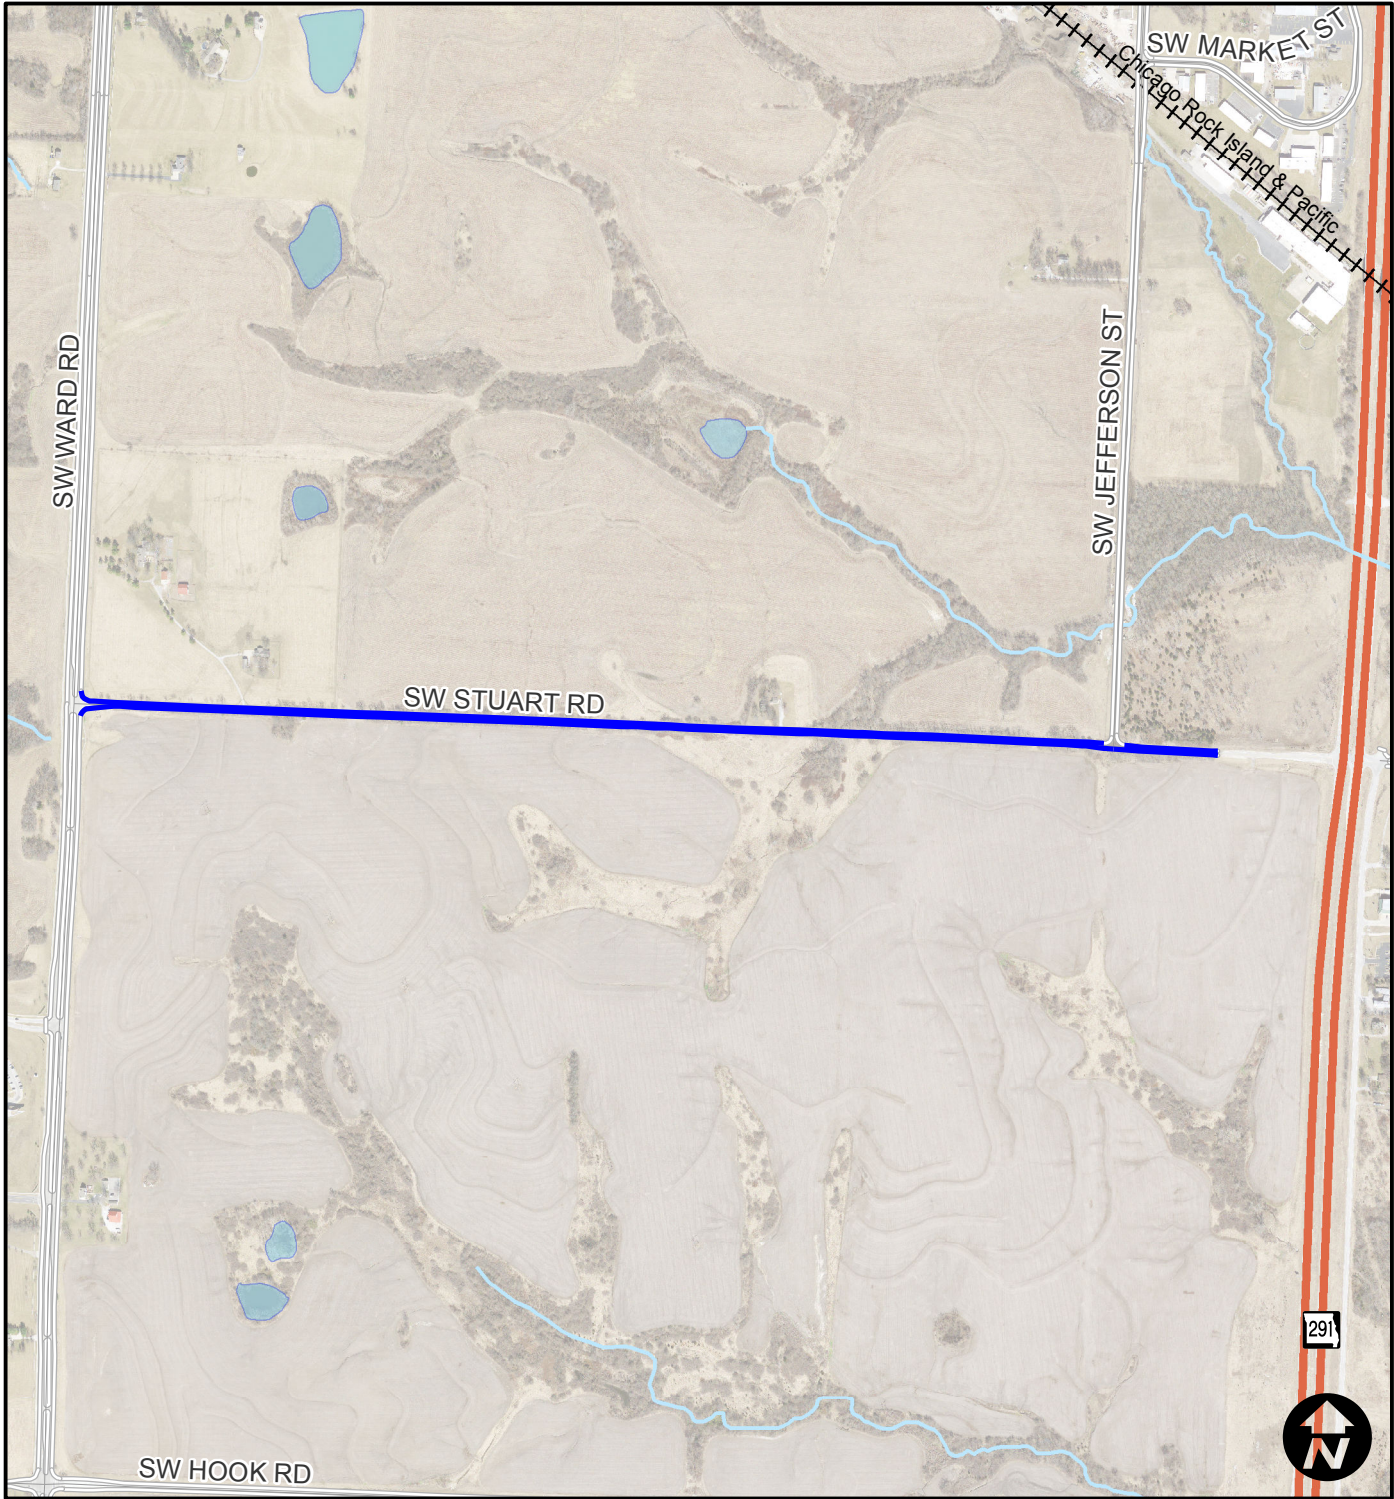 SW MARKET ST
Chicago Rock Island & Pacific
SW WARD RD
SW JEFFERSON ST
SW STUART RD
291
SW HOOK RD
N